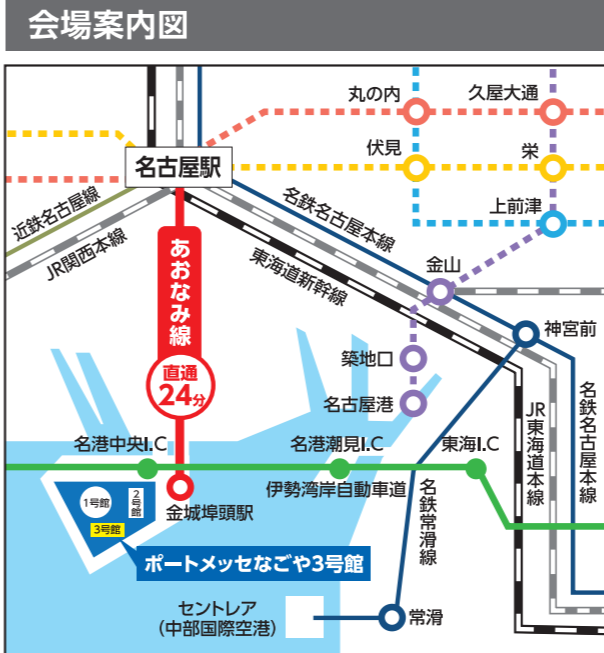 会場案内図
丸の内
久屋大通
伏見
栄
名古屋駅
上前津
近鉄名古屋線
JR関西本線
名鉄名古屋本線
東海道新幹線
金山
あおなみ線
直通
24分
神宮前
築地口
名古屋港
JR東海道本線
名鉄名古屋本線
名港中央I.C
名港潮見I.C
東海I.C
伊勢湾岸自動車道
名鉄常滑線
1号館
2号館
3号館
金城埠頭駅
ポートメッセなごや3号館
セントレア
(中部国際空港)
常滑